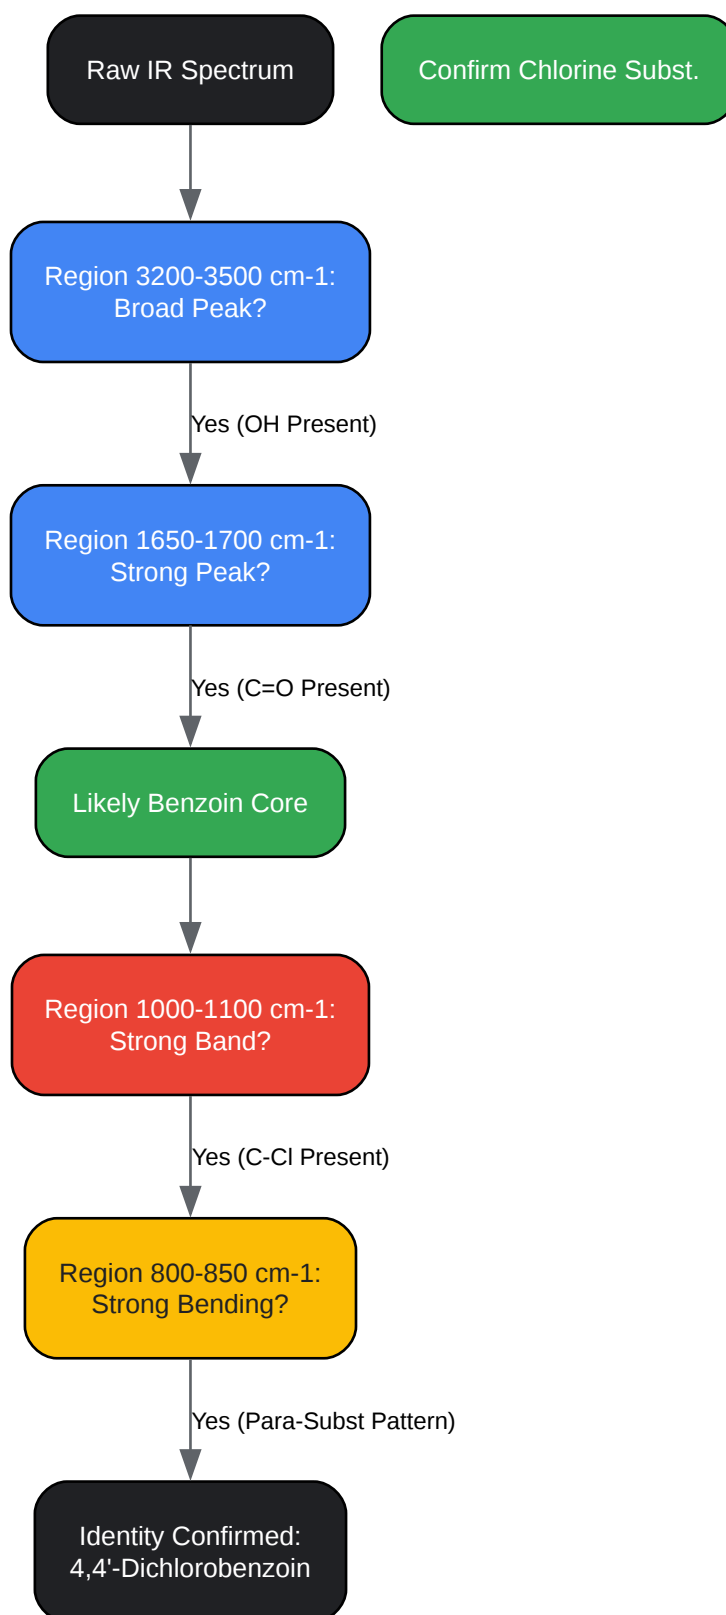 Raw IR Spectrum
Confirm Chlorine Subst.
Region 3200-3500 cm-1:
Broad Peak?
Yes (OH Present)
Region 1650-1700 cm-1:
Strong Peak?
Yes (C=O Present)
Likely Benzoin Core
Region 1000-1100 cm-1:
Strong Band?
Yes (C-Cl Present)
Region 800-850 cm-1:
Strong Bending?
Yes (Para-Subst Pattern)
Identity Confirmed:
4,4'-Dichlorobenzoin